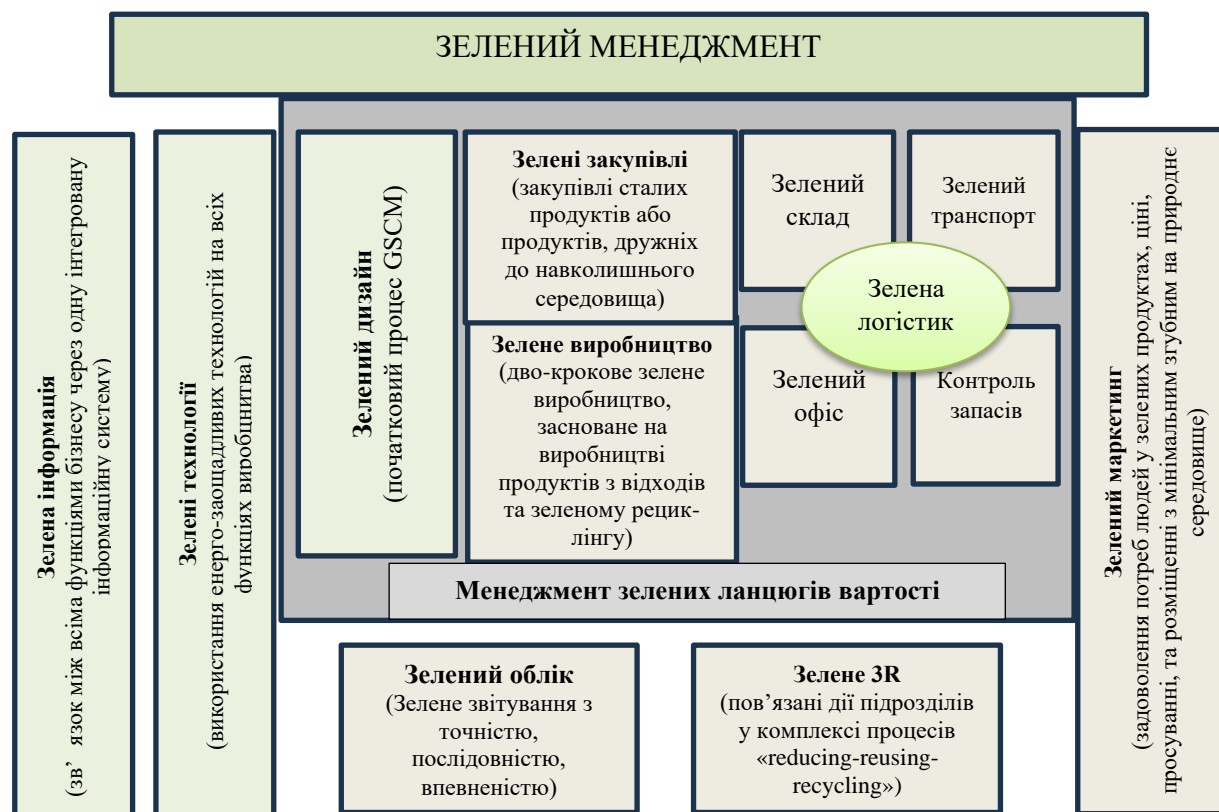 ЗЕЛЕНИЙ МЕНЕДЖМЕНТ
Зелена інформація
(зв’ язок між всіма функціями бізнесу через одну інтегровану
інформаційну систему)
Зелені технології
(використання енерго-заощадливих технологій на всіх
функціях виробцнитва)
Зелений дизайн
(початковий процес GSCM)
Зелені закупівлі
(закупівлі сталих
продуктів або
продуктів, дружніх
до навколишнього
середовища)
Зелене виробництво
(дво-крокове зелене
виробництво,
засноване на
виробництві
продуктів з відходів
та зеленому рецик-
лінгу)
Зелений
склад
Зелений
транспорт
Зелена
логістик
Зелений
офіс
Контроль
запасів
Менеджмент зелених ланцюгів вартості
Зелений облік
(Зелене звітування з
точністю,
послідовністю,
впевненістю)
Зелене 3R
(пов’язані дії підрозділів
у комплексі процесів
«reducing-reusing-
recycling»)
Зелений маркетинг
(задоволення потреб людей у зелених продуктах, ціні,
просуванні, та розміщенні з мінімальним згубним на природнє
середовище)